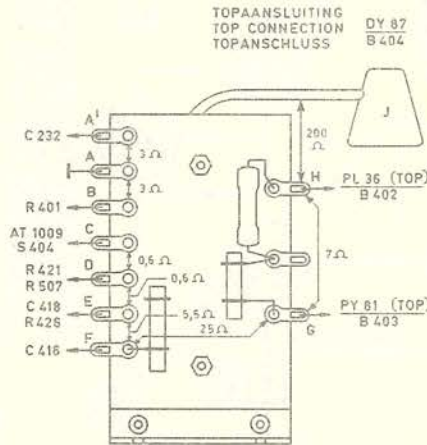 TOPAANSLUITING
TOP CONNECTION
TOPANSCHLUSS
DY 87
B 404
J
A'
C 232
3 Ω
A
3 Ω
B
R 401
C
AT 1009
S 404
0,6 Ω
D
R 421
R 507
0,6 Ω
E
C 418
R 426
5,5 Ω
25 Ω
F
C 416
200
Ω
H
PL 36 (TOP)
B 402
7 Ω
PY 81 (TOP)
B 403
G